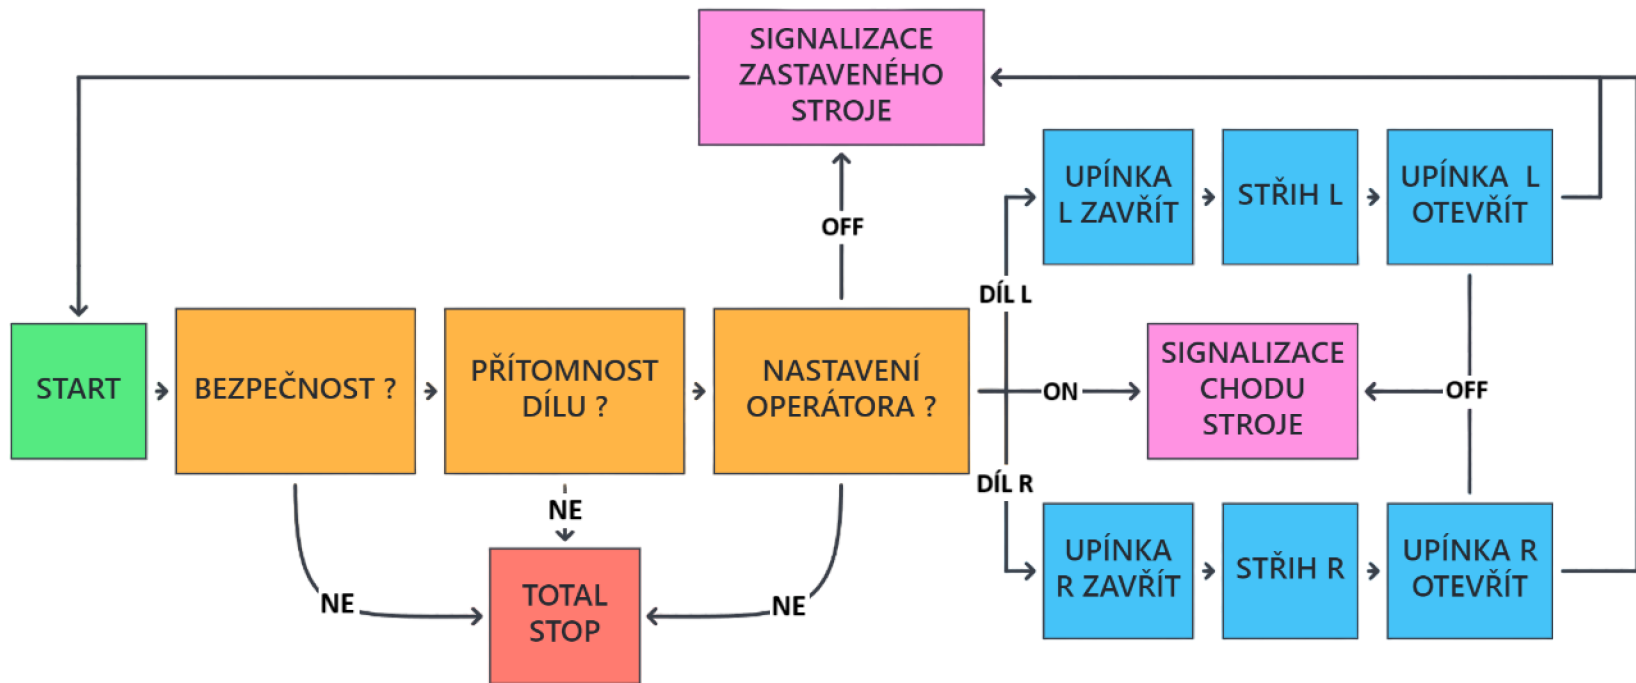 SIGNALIZACE
ZASTAVENÉHO
STROJE
OFF
UPÍNKA
L ZAVŘÍT
STŘIH L
UPÍNKA L
OTEVŘÍT
DÍL L
START
BEZPEČNOST ?
PŘÍTOMNOST
DÍLU ?
NASTAVENÍ
OPERÁTORA ?
ON
SIGNALIZACE
CHODU
STROJE
OFF
DÍL R
NE
NE
NE
TOTAL
STOP
UPÍNKA
R ZAVŘÍT
STŘIH R
UPÍNKA R
OTEVŘÍT